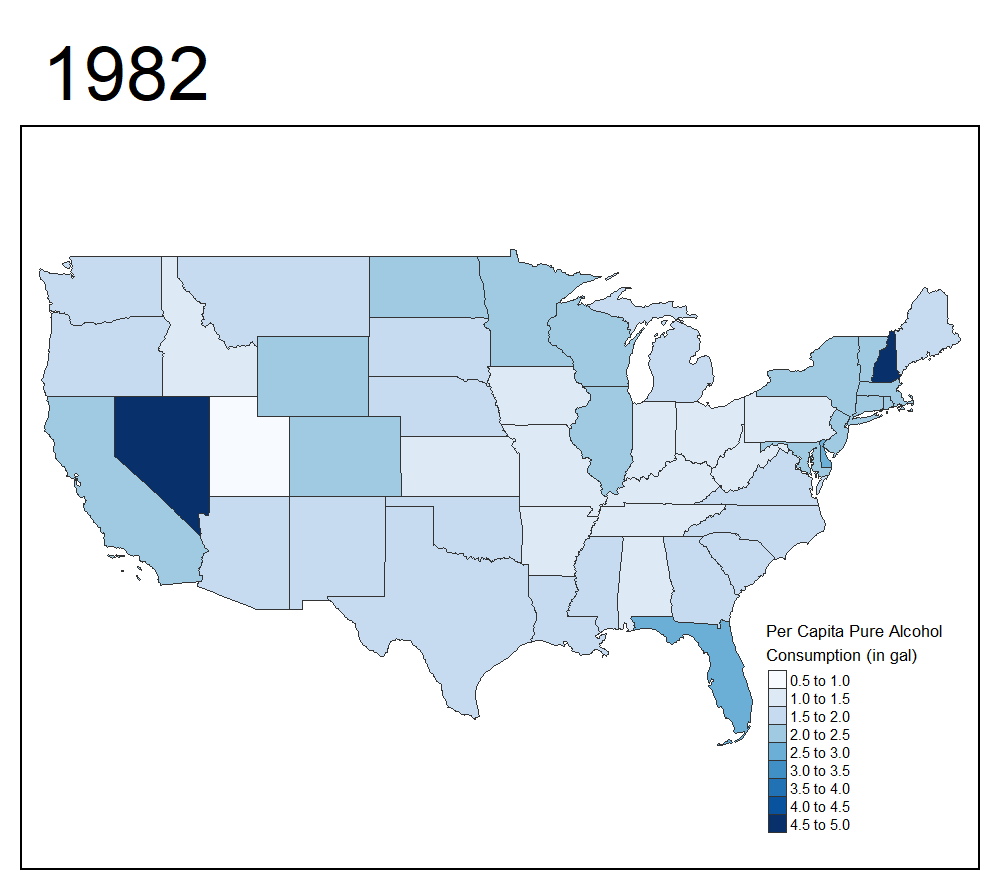 1982
Per Capita Pure Alcohol
Consumption (in gal)
0.5 to 1.0
1.0 to 1.5
1.5 to 2.0
2.0 to 2.5
2.5 to 3.0
3.0 to 3.5
3.5 to 4.0
4.0 to 4.5
4.5 to 5.0